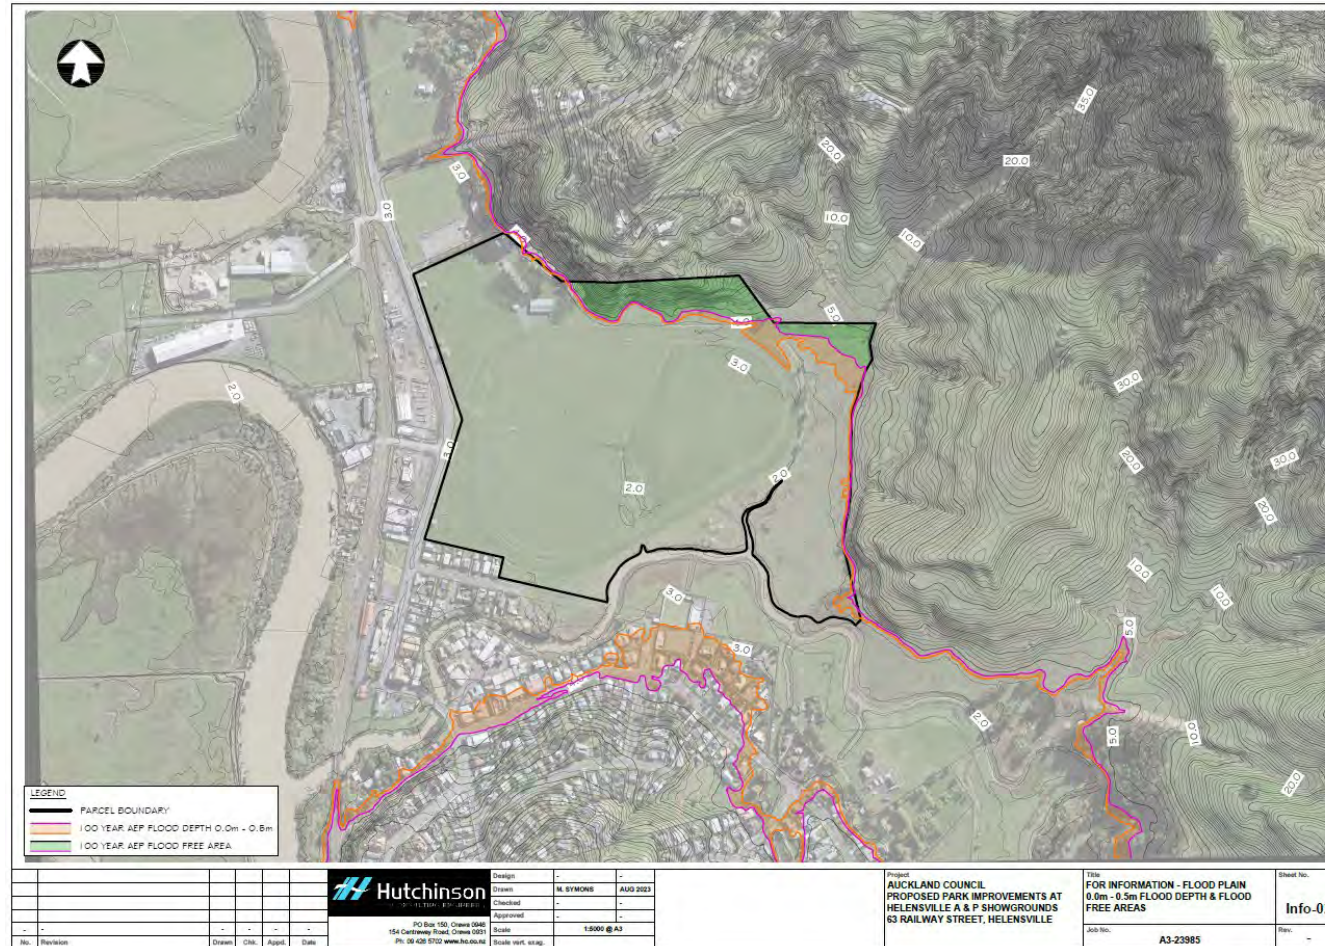 3.0
20.0
35.0
20.0
10.0
10.0
3.0
5.0
3.0
2.0
3.0
2.0
2.0
30.0
20.0
30.0
20.0
10.0
10.0
3.0
3.0
5.0
2.0
5.0
10.0
20.0
LEGEND
PARCEL BOUNDARY
100 YEAR AEP FLOOD DEPTH 0.0m - 0.5m
100 YEAR AEP FLOOD FREE AREA
No. Revision Drawn Chk. Appd. Date
Hutchinson
CONSULTING ENGINEERS
PO Box 150, Orewa 0946
154 Centreway Road, Orewa 0931
Ph: 09 426 5702 www.hc.co.nz
Design - -
Drawn M. SYMONS AUG 2023
Checked - -
Approved - -
Scale 1:5000 @ A3
Scale vert. exag.
Project
AUCKLAND COUNCIL
PROPOSED PARK IMPROVEMENTS AT
HELENSVILLE A & P SHOWGROUNDS
63 RAILWAY STREET, HELENSVILLE
Title
FOR INFORMATION - FLOOD PLAIN
0.0m - 0.5m FLOOD DEPTH & FLOOD
FREE AREAS
Job No.
A3-23985
Sheet No.
Rev.
-